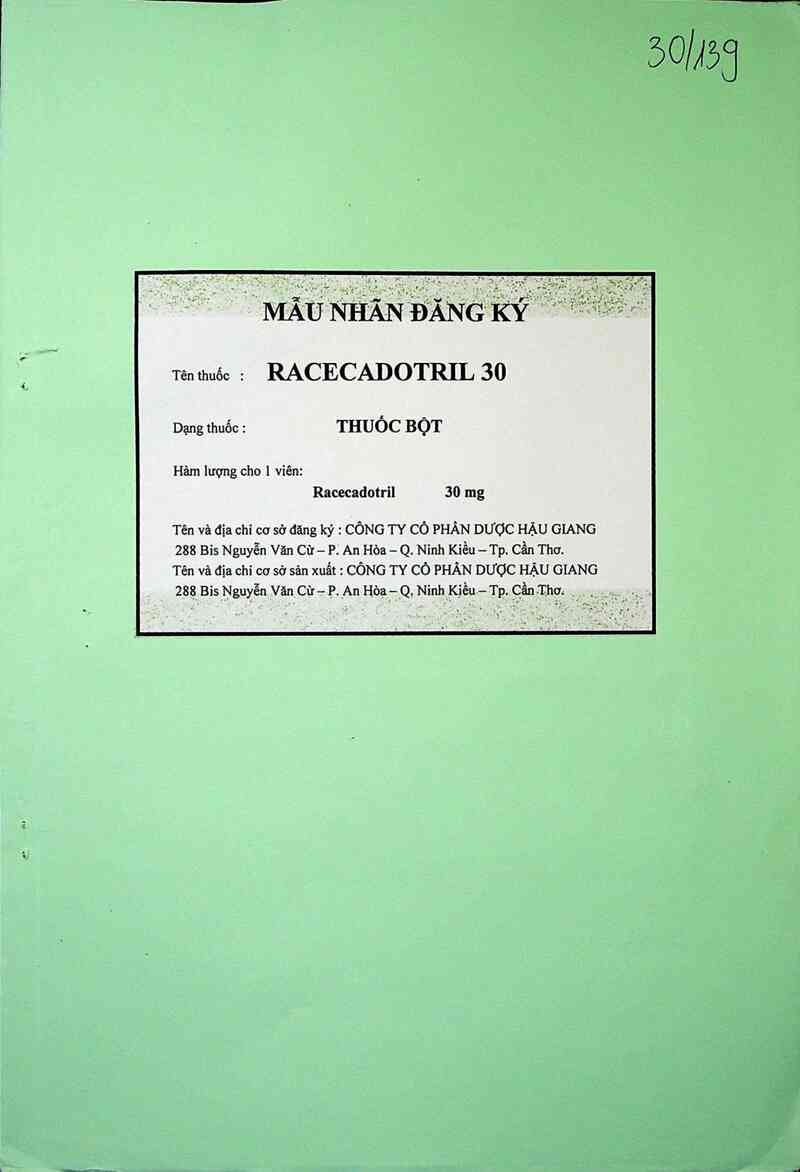 30/139
MẪU NHÃN ĐĂNG KÝ
Tên thuốc : RACECADOTRIL 30
Dạng thuốc : THUỐC BỘT
Hàm lượng cho 1 viên:
Racecadotril 30 mg
Tên và địa chỉ cơ sở đăng ký : CÔNG TY CỔ PHẦN DƯỢC HẬU GIANG
288 Bis Nguyễn Văn Cừ – P. An Hòa – Q. Ninh Kiều – Tp. Cần Thơ.
Tên và địa chỉ cơ sở sản xuất : CÔNG TY CỔ PHẦN DƯỢC HẬU GIANG
288 Bis Nguyễn Văn Cừ – P. An Hòa – Q. Ninh Kiều – Tp. Cần Thơ.